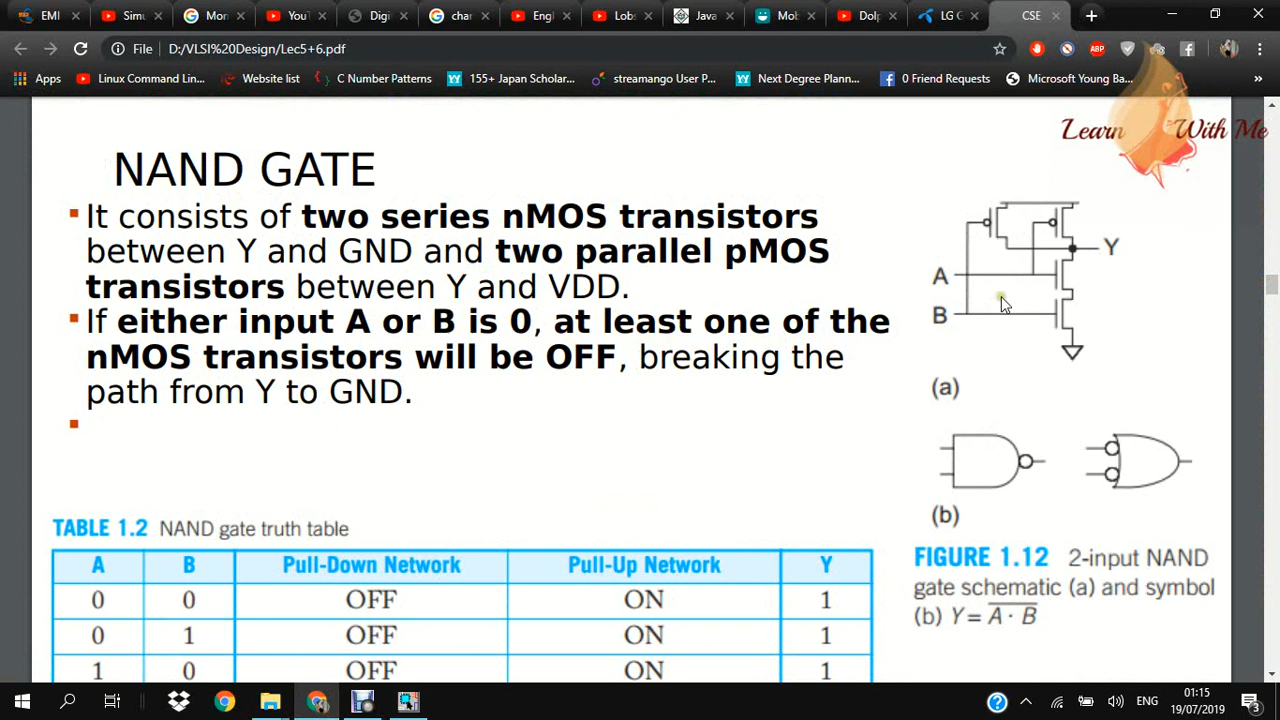 EMI
Simu
Mor
YouT
Digi
char
Engl
Lobs
Java
Mob
Dolp
LG G
CSE
File
D:/VLSI%20Design/Lec5+6.pdf
ABP
Apps
Linux Command Lin...
Website list
C Number Patterns
155+ Japan Scholar...
streamango User P...
Next Degree Plann...
0 Friend Requests
Microsoft Young Ba...
»
Learn With Me
NAND GATE
It consists of two series nMOS transistors
between Y and GND and two parallel pMOS
transistors between Y and VDD.
If either input A or B is 0, at least one of the
nMOS transistors will be OFF, breaking the
path from Y to GND.
Y
A
B
(a)
(b)
FIGURE 1.12 2-input NAND
gate schematic (a) and symbol
(b) Y = \overline{A · B}
TABLE 1.2 NAND gate truth table
A B Pull-Down Network Pull-Up Network Y
0 0 OFF ON 1
0 1 OFF ON 1
1 0 OFF ON 1
ENG
01:15
19/07/2019
3